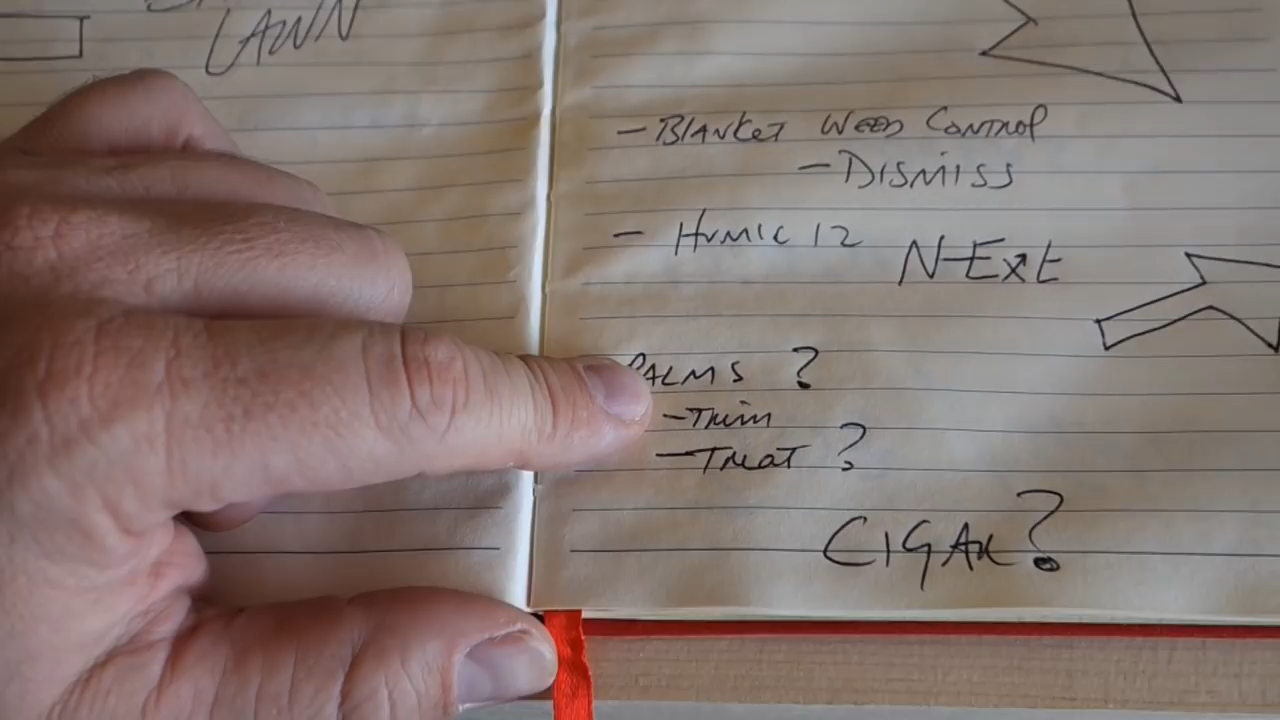 LAWN
- BLANKET WEED CONTROL
- DISMISS
- HUMIC 12
NExt
PALMS ?
- Trim
- Treat ?
CIGAR?